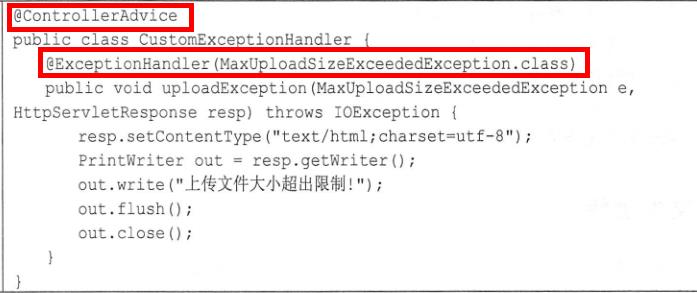 @ControllerAdvice
public class CustomExceptionHandler {
@ExceptionHandler(MaxUploadSizeExceededException.class)
public void uploadException(MaxUploadSizeExceededException e,
HttpServletResponse resp) throws IOException {
resp.setContentType("text/html;charset=utf-8");
PrintWriter out = resp.getWriter();
out.write("上传文件大小超出限制!");
out.flush();
out.close();
}
}